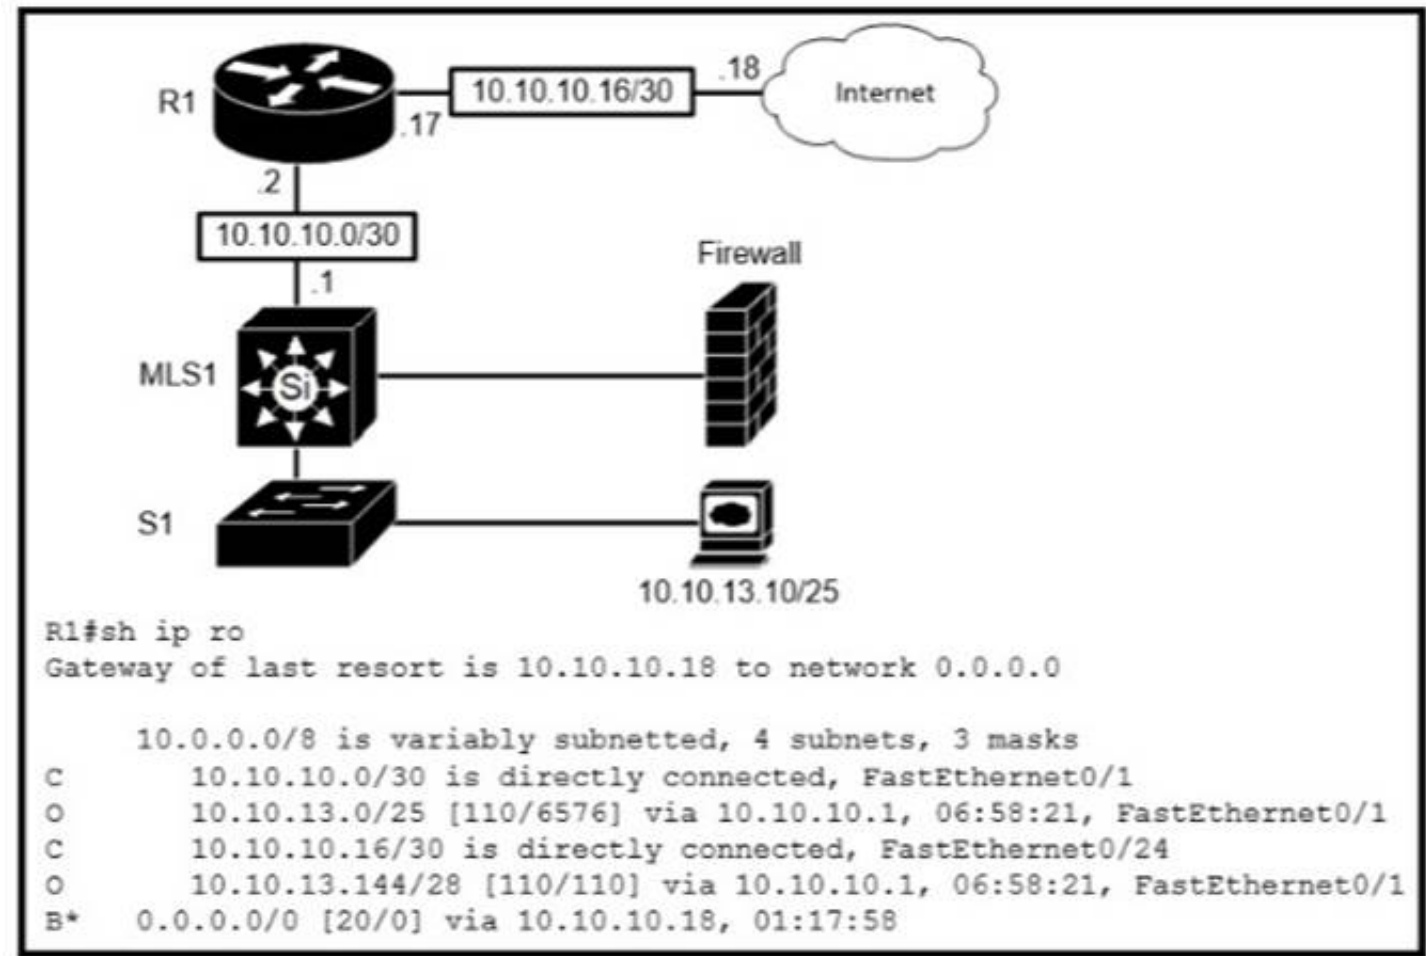 R1
.17
10.10.10.16/30
.18
Internet
.2
10.10.10.0/30
.1
Firewall
MLS1
Si
S1
10.10.13.10/25
R1#sh ip ro
Gateway of last resort is 10.10.10.18 to network 0.0.0.0
10.0.0.0/8 is variably subnetted, 4 subnets, 3 masks
C 10.10.10.0/30 is directly connected, FastEthernet0/1
O 10.10.13.0/25 [110/6576] via 10.10.10.1, 06:58:21, FastEthernet0/1
C 10.10.10.16/30 is directly connected, FastEthernet0/24
O 10.10.13.144/28 [110/110] via 10.10.10.1, 06:58:21, FastEthernet0/1
B* 0.0.0.0/0 [20/0] via 10.10.10.18, 01:17:58